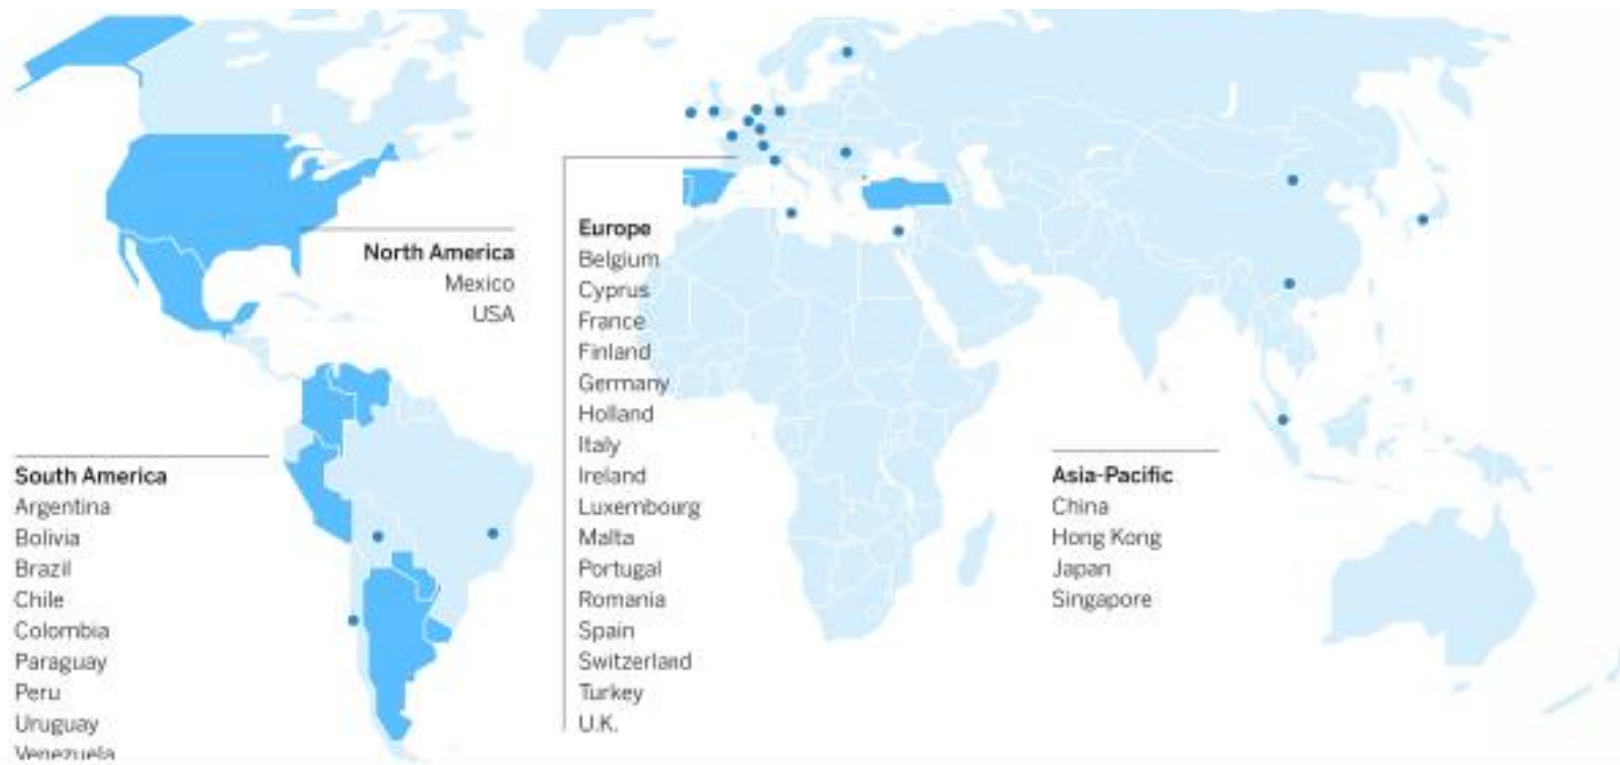 North America
Mexico
USA
South America
Argentina
Bolivia
Brazil
Chile
Colombia
Paraguay
Peru
Uruguay
Venezuela
Europe
Belgium
Cyprus
France
Finland
Germany
Holland
Italy
Ireland
Luxembourg
Malta
Portugal
Romania
Spain
Switzerland
Turkey
U.K.
Asia-Pacific
China
Hong Kong
Japan
Singapore